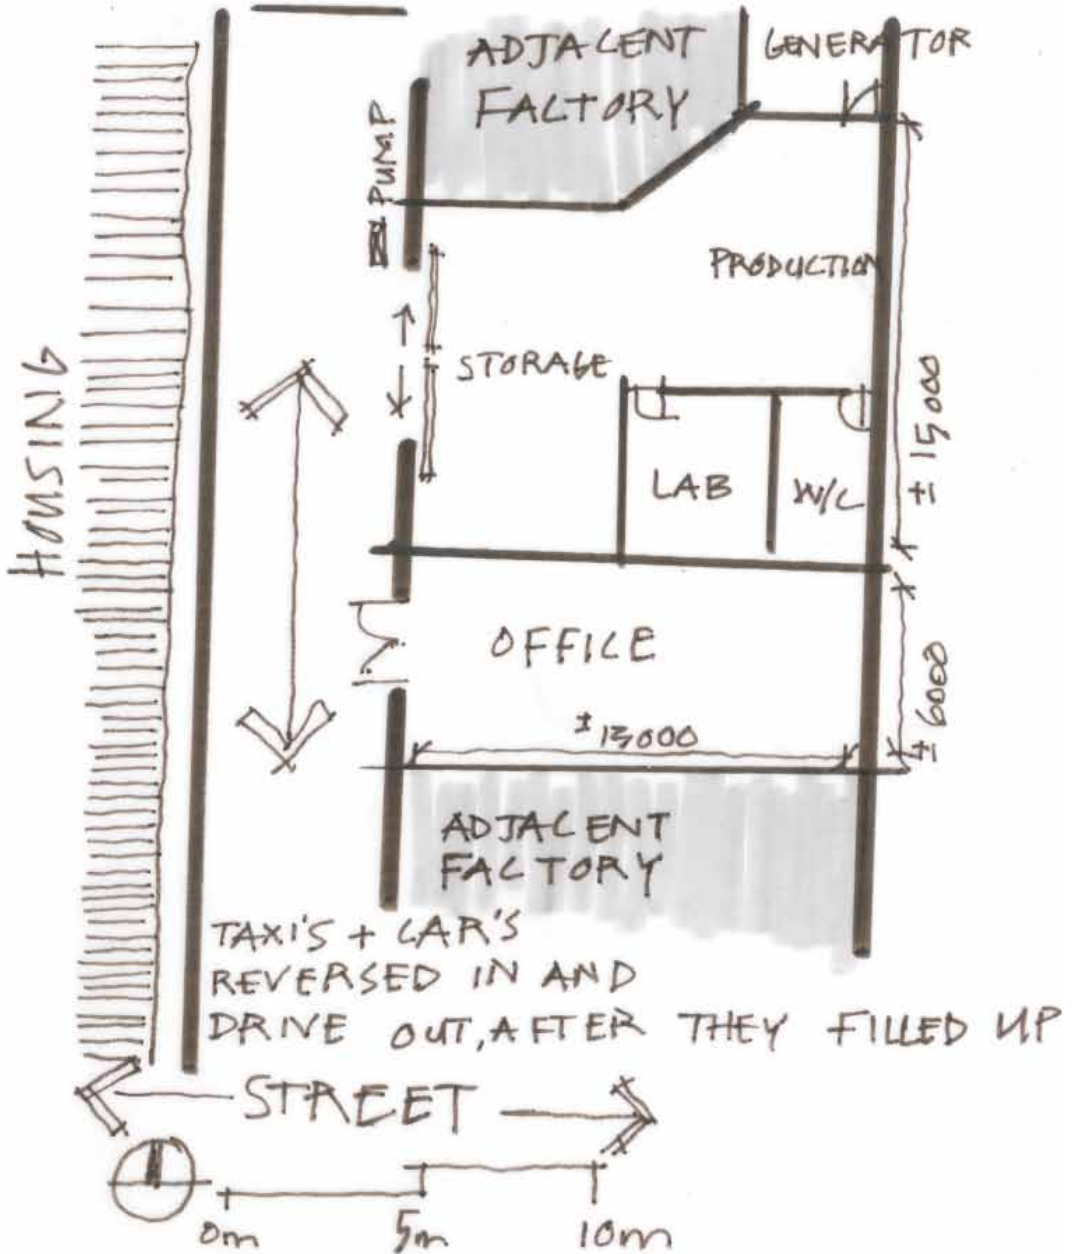 ADJACENT
FACTORY
GENERATOR
PUMP
PRODUCTION
STORAGE
HOUSING
LAB
W/C
± 15000
OFFICE
± 13000
± 6000
ADJACENT
FACTORY
TAXI'S + CAR'S
REVERSED IN AND
DRIVE OUT, AFTER THEY FILLED UP
STREET
0m
5m
10m